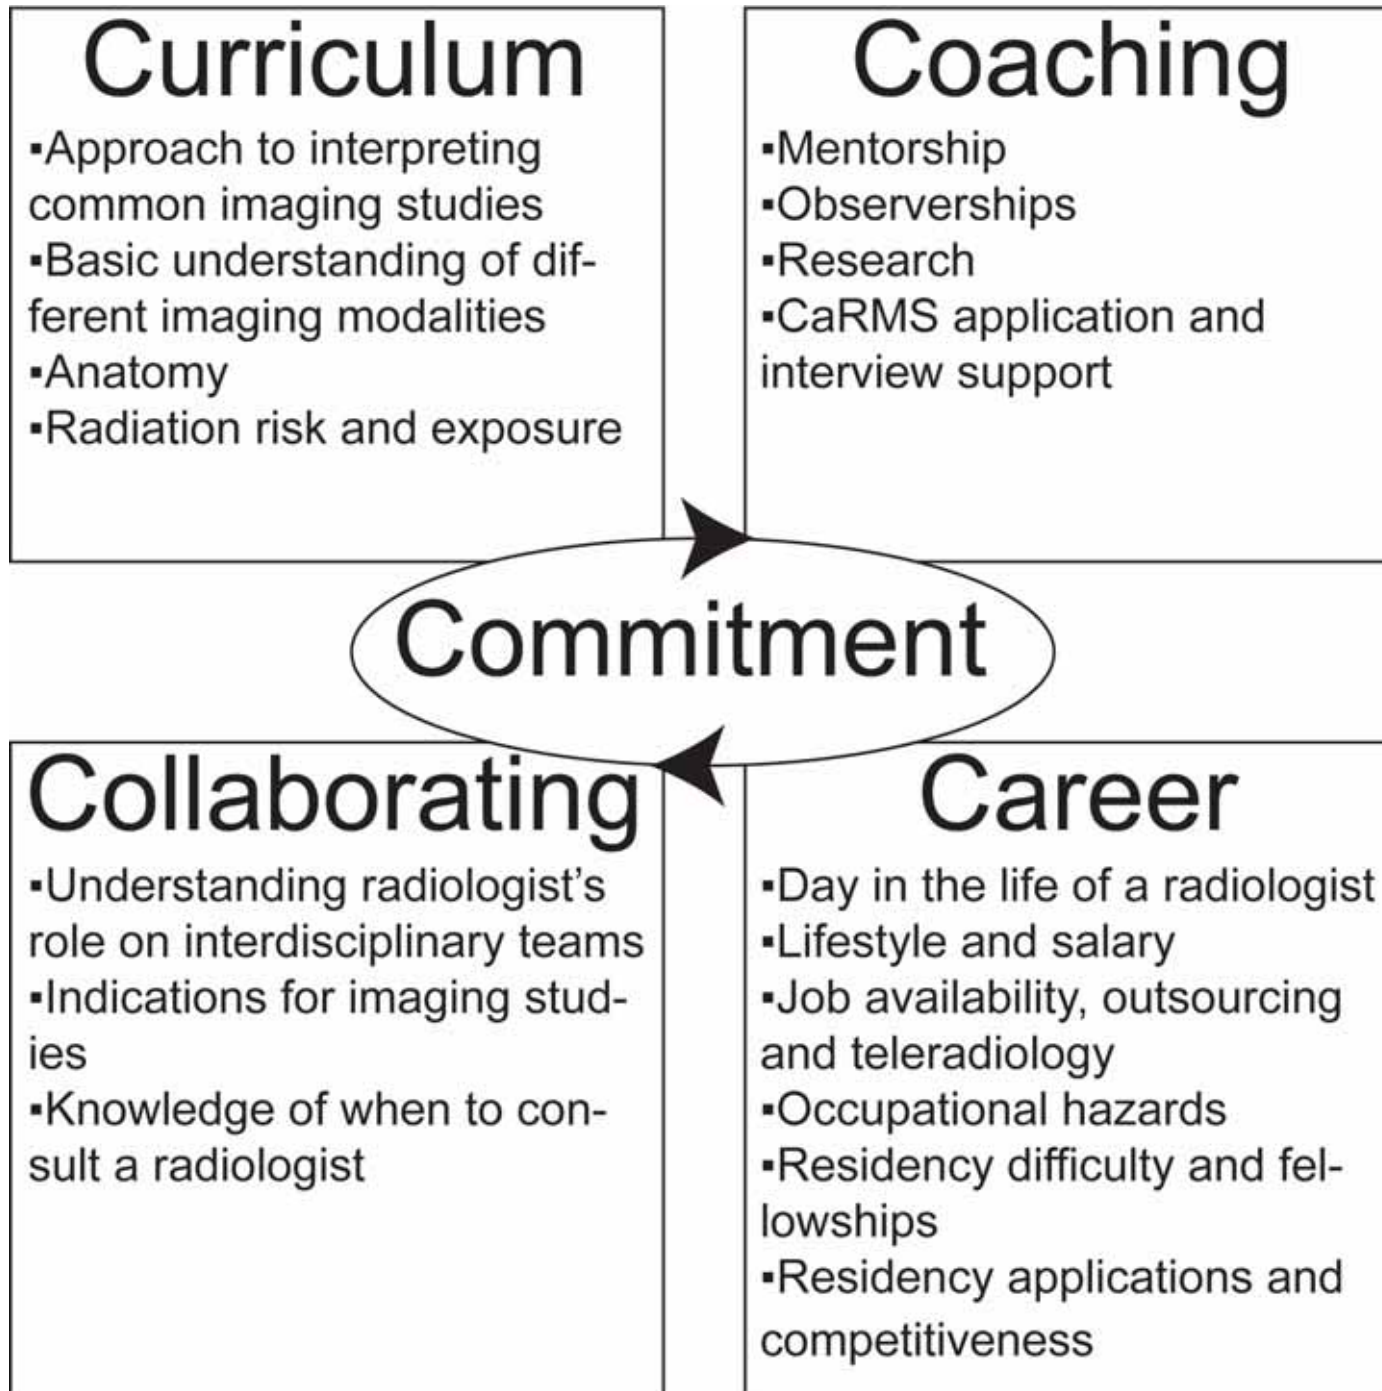 Curriculum
▪Approach to interpreting
common imaging studies
▪Basic understanding of dif-
ferent imaging modalities
▪Anatomy
▪Radiation risk and exposure
Coaching
▪Mentorship
▪Observerships
▪Research
▪CaRMS application and
interview support
Commitment
Collaborating
▪Understanding radiologist’s
role on interdisciplinary teams
▪Indications for imaging stud-
ies
▪Knowledge of when to con-
sult a radiologist
Career
▪Day in the life of a radiologist
▪Lifestyle and salary
▪Job availability, outsourcing
and teleradiology
▪Occupational hazards
▪Residency difficulty and fel-
lowships
▪Residency applications and
competitiveness